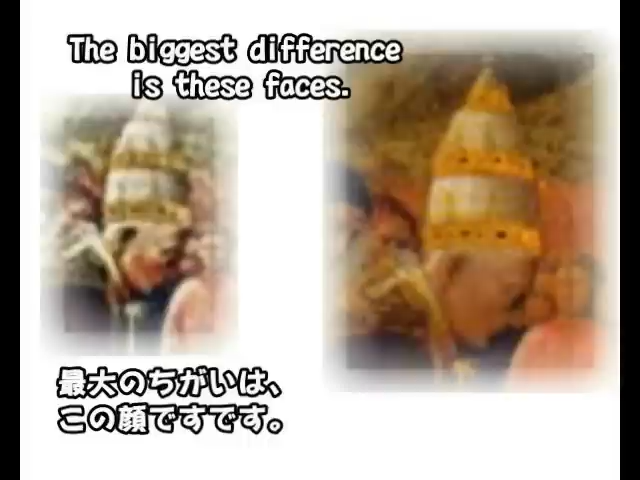 The biggest difference
is these faces.
最大のちがいは、
この顔ですです。